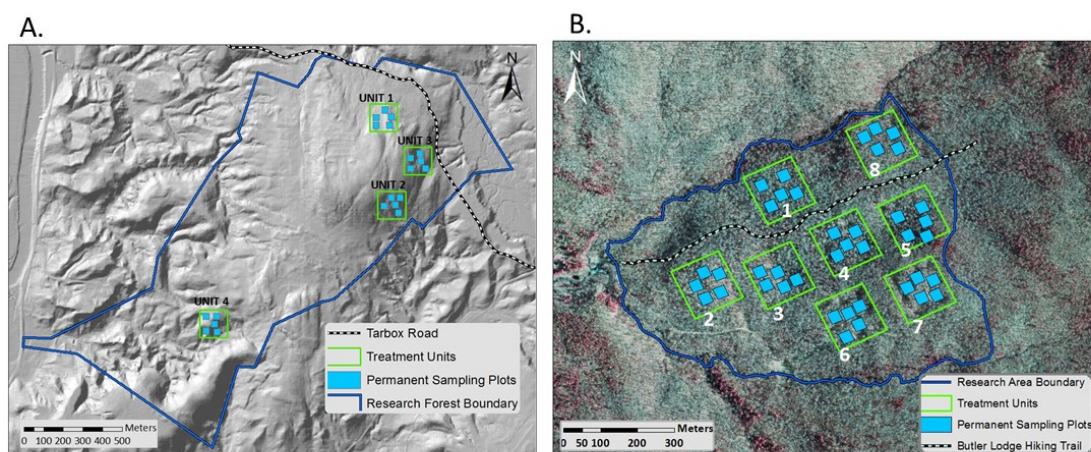 A.
N
UNIT 1
UNIT 3
UNIT 2
UNIT 4
Tarbox Road
Treatment Units
Permanent Sampling Plots
Research Forest Boundary
Meters
0 100 200 300 400 500
B.
N
8
1
5
4
2
3
7
6
Research Area Boundary
Treatment Units
Permanent Sampling Plots
Butler Lodge Hiking Trail
Meters
0 50 100 200 300